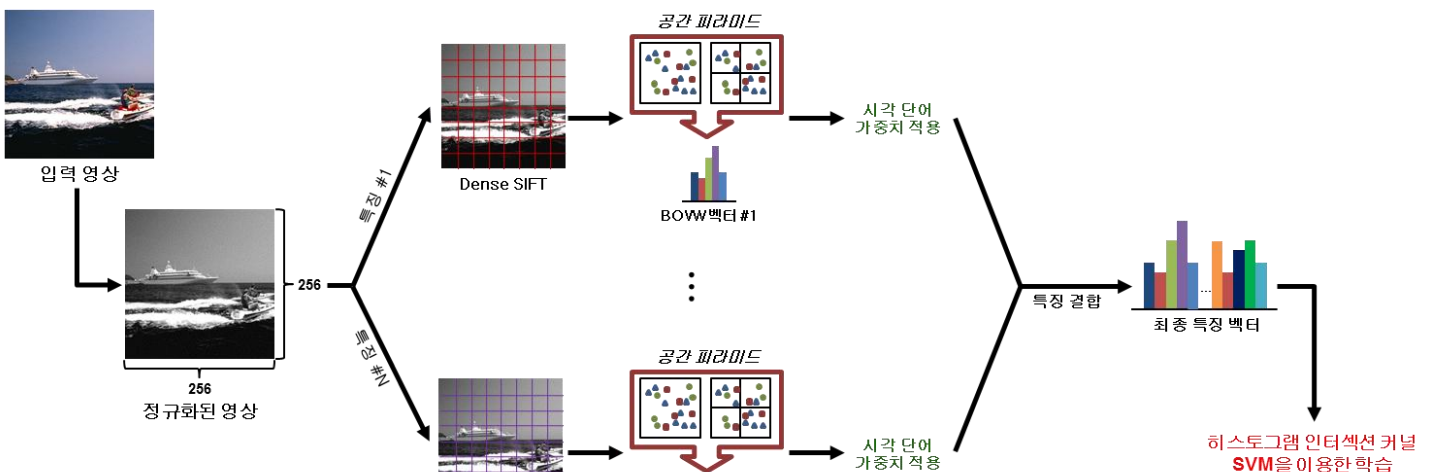 입력 영상
256
256
정규화된 영상
특징 #1
특징 #N
Dense SIFT
공간 피라미드
BOVW 벡터 #1
시각 단어
가중치 적용
...
공간 피라미드
시각 단어
가중치 적용
특징 결합
...
최종 특징 벡터
히스토그램 인터섹션 커널
SVM을 이용한 학습